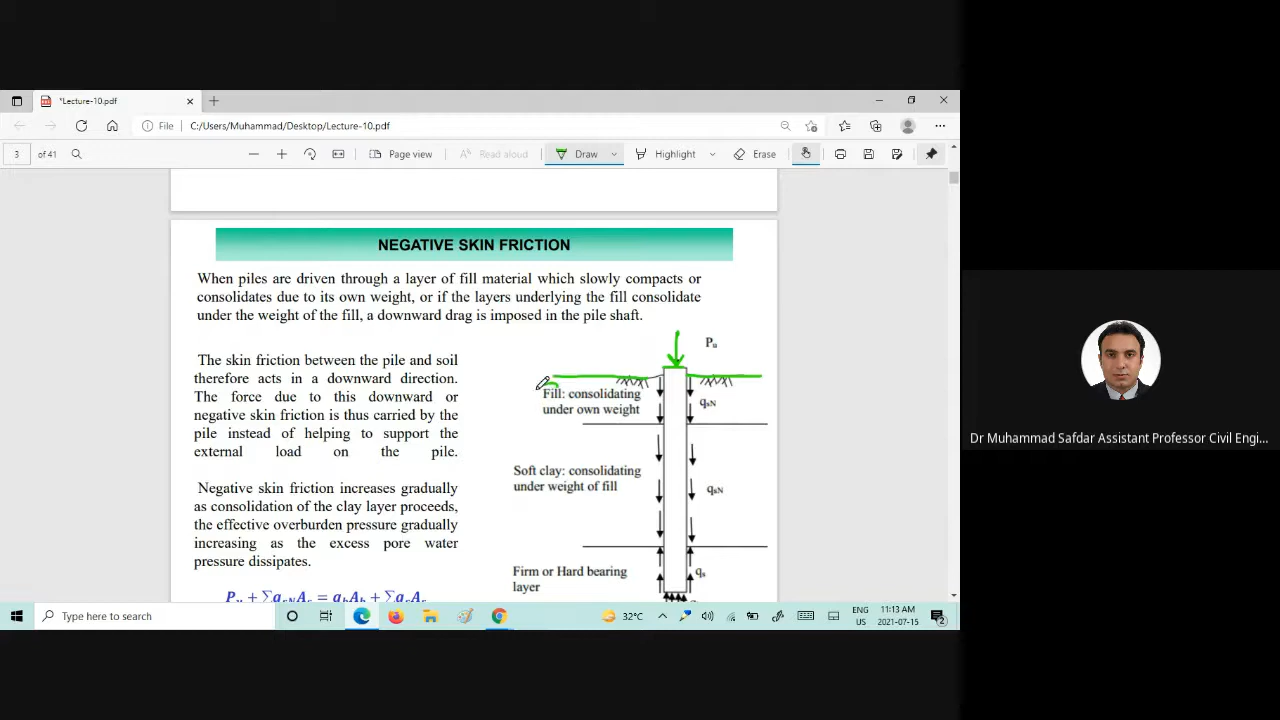 *Lecture-10.pdf
File
C:/Users/Muhammad/Desktop/Lecture-10.pdf
3 of 41
Page view
Read aloud
Draw
Highlight
Erase
NEGATIVE SKIN FRICTION
When piles are driven through a layer of fill material which slowly compacts or
consolidates due to its own weight, or if the layers underlying the fill consolidate
under the weight of the fill, a downward drag is imposed in the pile shaft.
The skin friction between the pile and soil
therefore acts in a downward direction.
The force due to this downward or
negative skin friction is thus carried by the
pile instead of helping to support the
external load on the pile.
Negative skin friction increases gradually
as consolidation of the clay layer proceeds,
the effective overburden pressure gradually
increasing as the excess pore water
pressure dissipates.
Pu
Fill: consolidating
under own weight
qsN
Soft clay: consolidating
under weight of fill
qsN
Firm or Hard bearing
layer
qs
Type here to search
32°C
ENG
US
11:13 AM
2021-07-15
2
Dr Muhammad Safdar Assistant Professor Civil Engi...